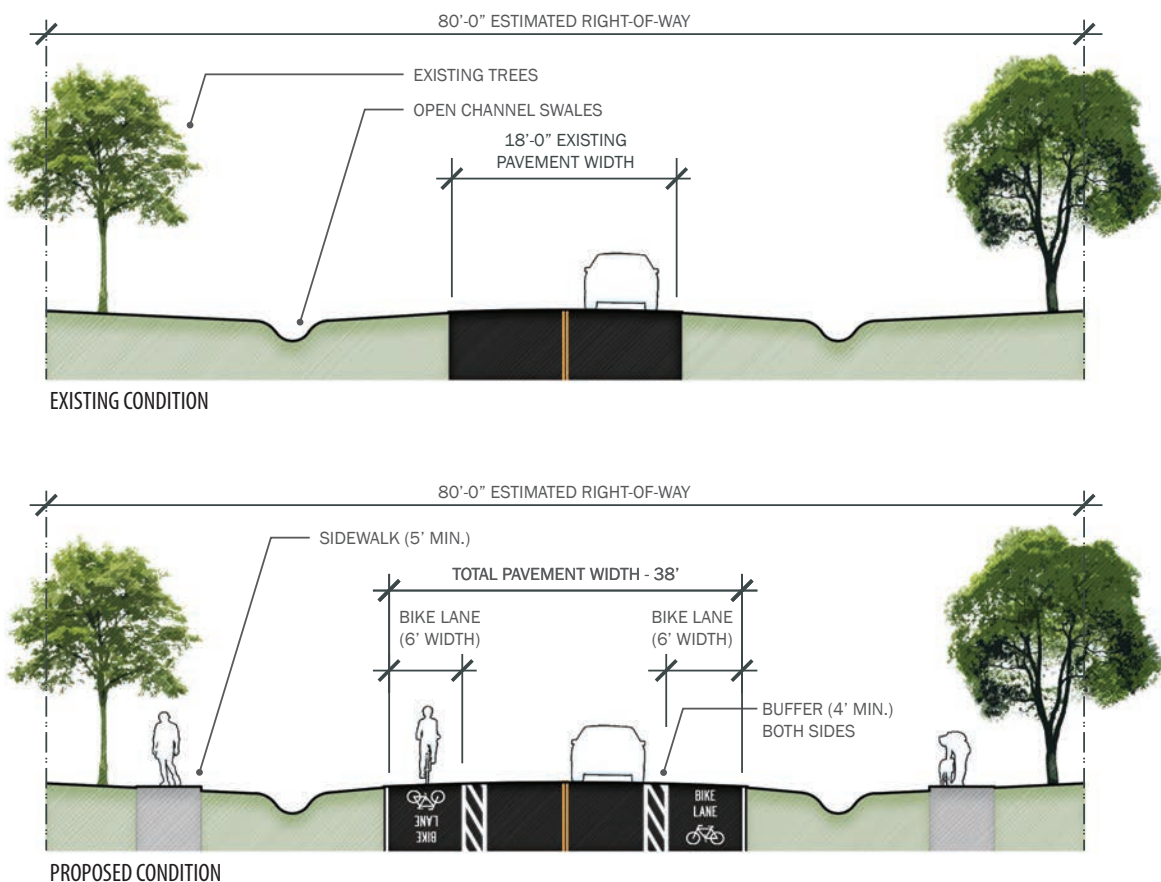 80’-0” ESTIMATED RIGHT-OF-WAY
EXISTING TREES
OPEN CHANNEL SWALES
18’-0” EXISTING
PAVEMENT WIDTH
EXISTING CONDITION
80’-0” ESTIMATED RIGHT-OF-WAY
SIDEWALK (5’ MIN.)
TOTAL PAVEMENT WIDTH - 38’
BIKE LANE
(6’ WIDTH)
BIKE LANE
(6’ WIDTH)
BUFFER (4’ MIN.)
BOTH SIDES
BIKE
LANE
BIKE
LANE
PROPOSED CONDITION